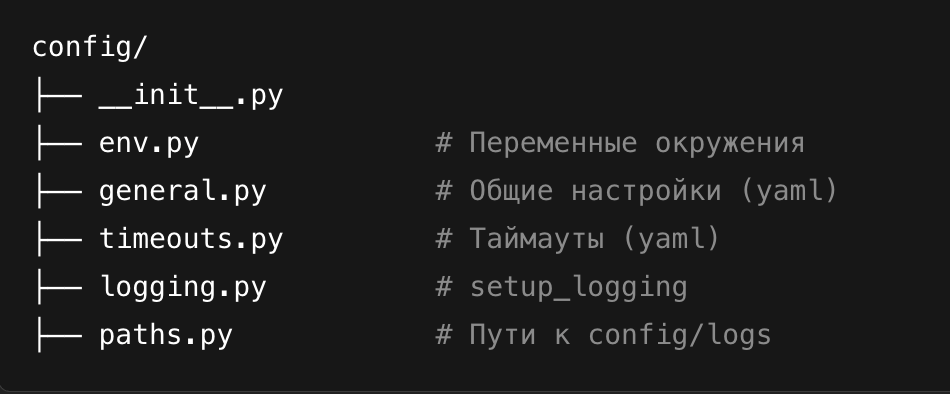 config/
├── __init__.py
├── env.py              # Переменные окружения
├── general.py          # Общие настройки (yaml)
├── timeouts.py         # Таймауты (yaml)
├── logging.py          # setup_logging
├── paths.py            # Пути к config/logs